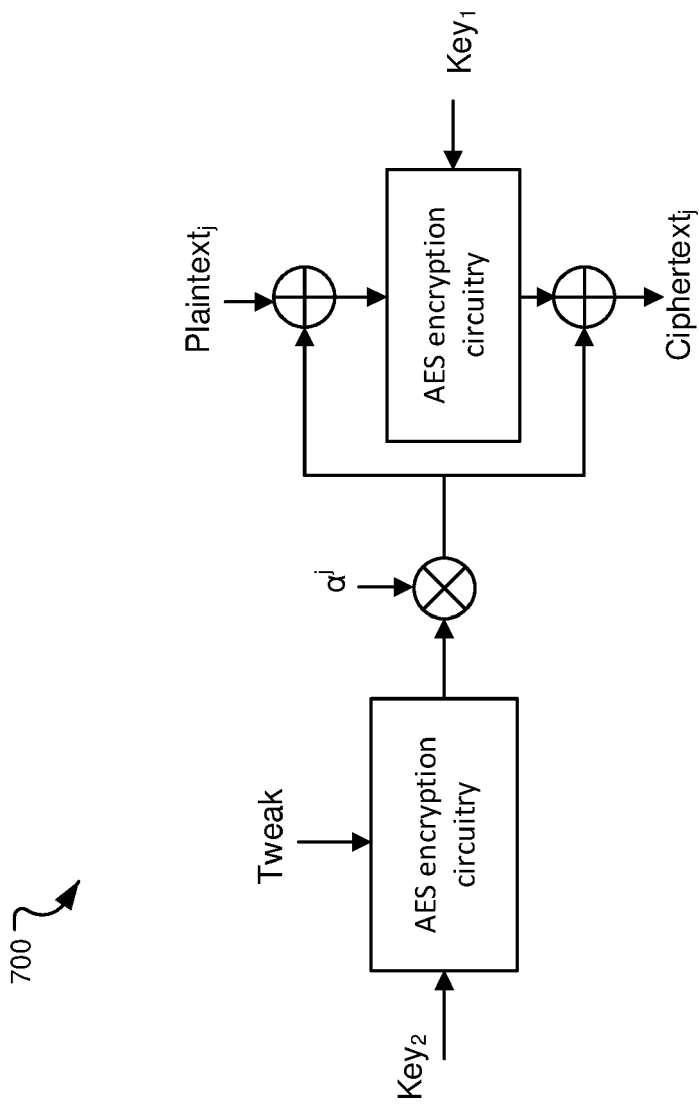 700
Key₂
Tweak
AES encryption
circuitry
αʲ
Plaintextⱼ
AES encryption
circuitry
Key₁
Ciphertextⱼ